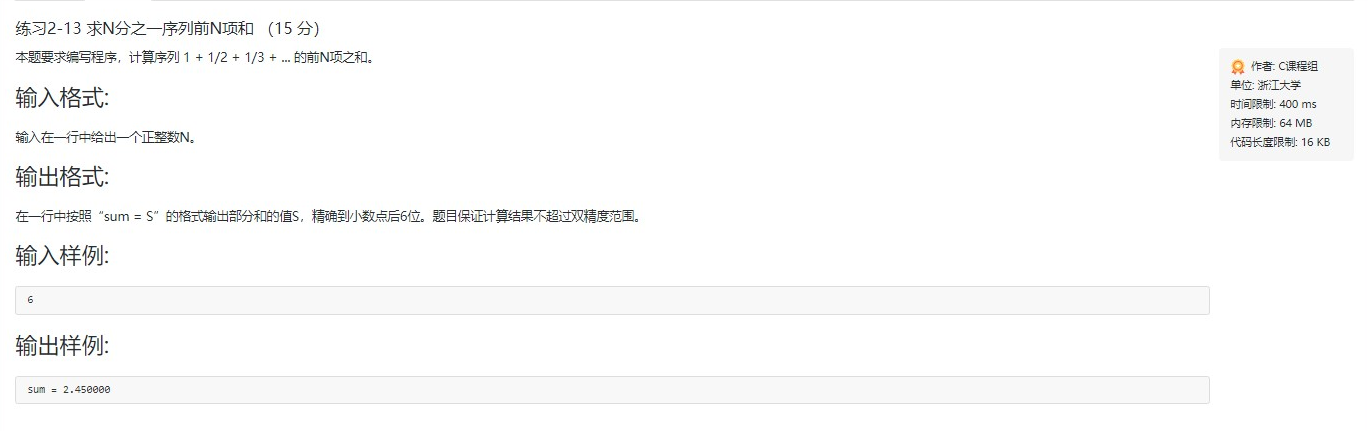 练习2-13 求N分之一序列前N项和 （15 分）
本题要求编写程序，计算序列 1 + 1/2 + 1/3 + ... 的前N项之和。
输入格式:
输入在一行中给出一个正整数N。
输出格式:
在一行中按照“sum = S”的格式输出部分和的值S，精确到小数点后6位。题目保证计算结果不超过双精度范围。
输入样例:
6
输出样例:
sum = 2.450000
作者: C课程组
单位: 浙江大学
时间限制: 400 ms
内存限制: 64 MB
代码长度限制: 16 KB